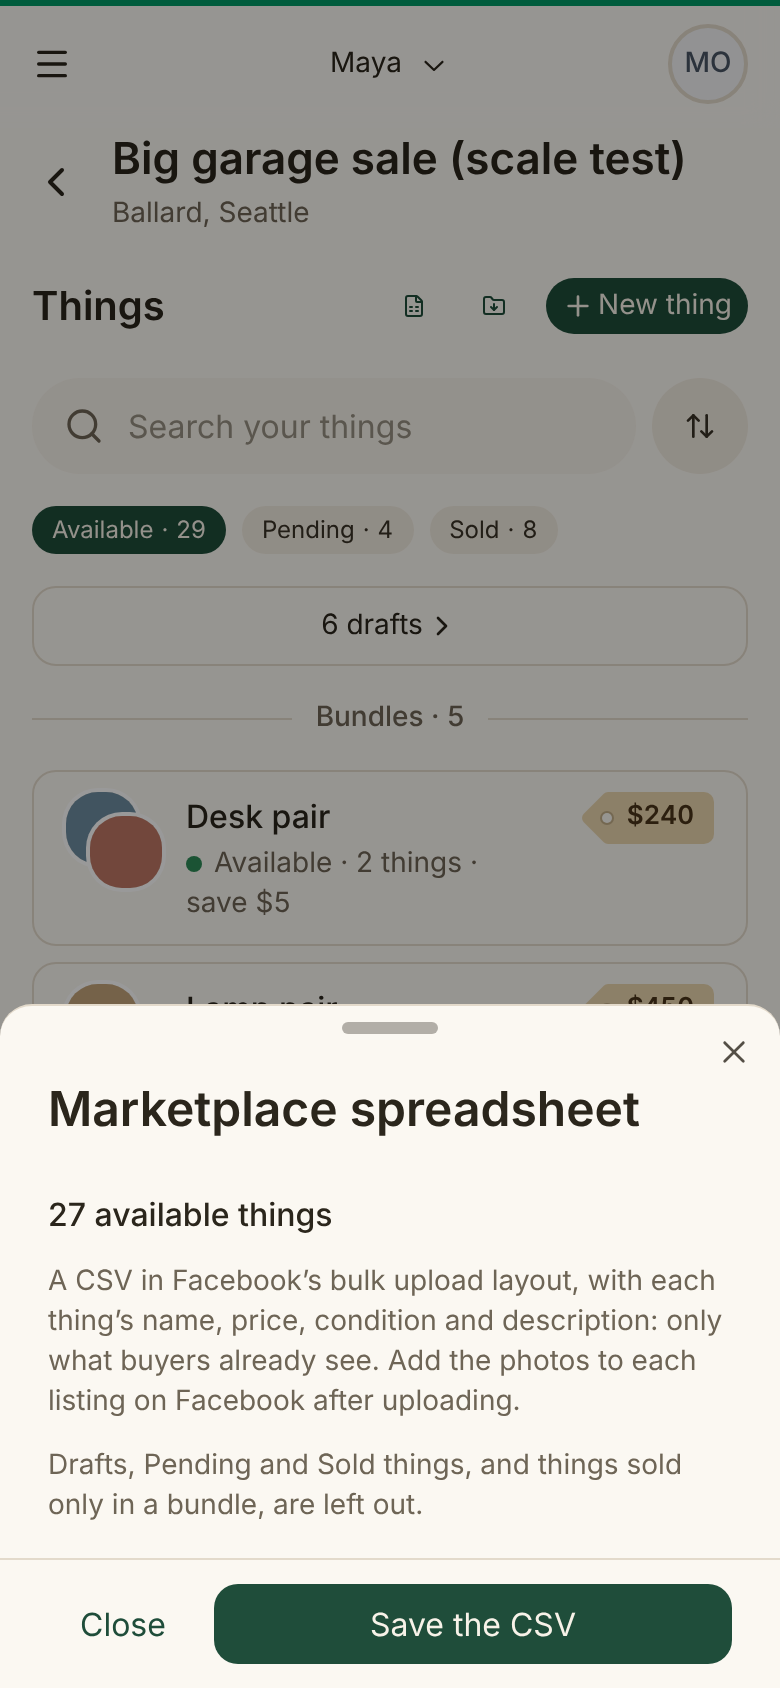 Maya
MO
Big garage sale (scale test)
Ballard, Seattle
Things
New thing
Search your things
Available · 29
Pending · 4
Sold · 8
6 drafts
Bundles · 5
Desk pair
$240
Available · 2 things ·
save $5
Lamp pair
$450
Marketplace spreadsheet
27 available things
A CSV in Facebook’s bulk upload layout, with each
thing’s name, price, condition and description: only
what buyers already see. Add the photos to each
listing on Facebook after uploading.
Drafts, Pending and Sold things, and things sold
only in a bundle, are left out.
Close
Save the CSV